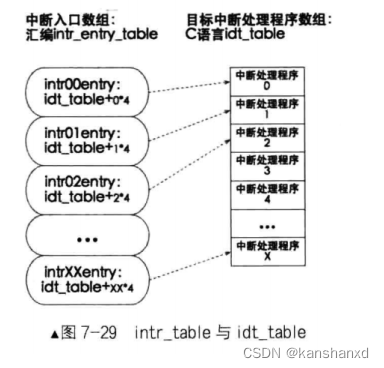 中断入口数组:
汇编intr_entry_table
目标中断处理程序数组:
C语言idt_table
intr00entry:
idt_table+0*4
intr01entry:
idt_table+1*4
intr02entry:
idt_table+2*4
...
intrXXentry:
idt_table+XX*4
中断处理程序
0
中断处理程序
1
中断处理程序
2
中断处理程序
3
中断处理程序
4
...
中断处理程序
X
▲图 7-29 intr_table 与 idt_table
CSDN @kanshanxd